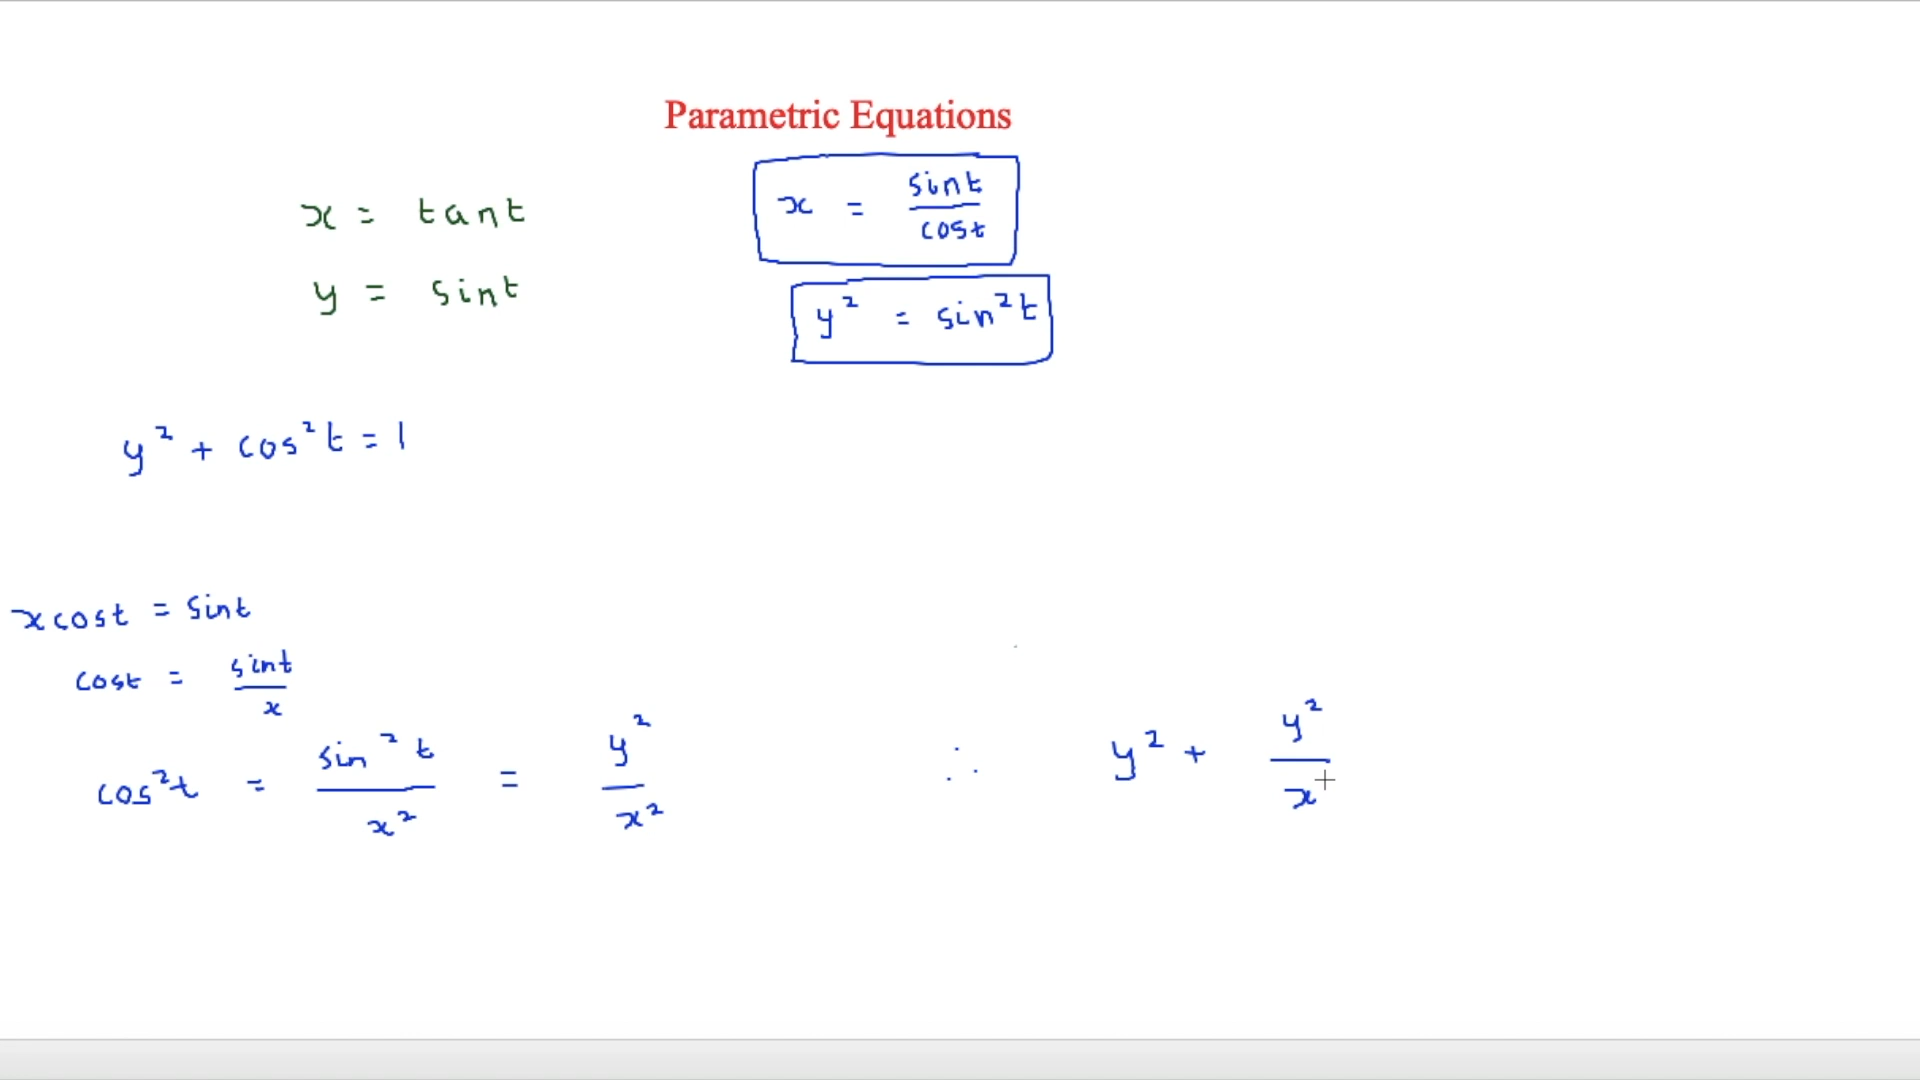 Parametric Equations
x = tant
x = sint/cost
y = sint
y² = sin²t
y² + cos²t = 1
xcost = sint
cost = sint/x
cos²t = sin²t/x² = y²/x²
∴ y² + y²/x